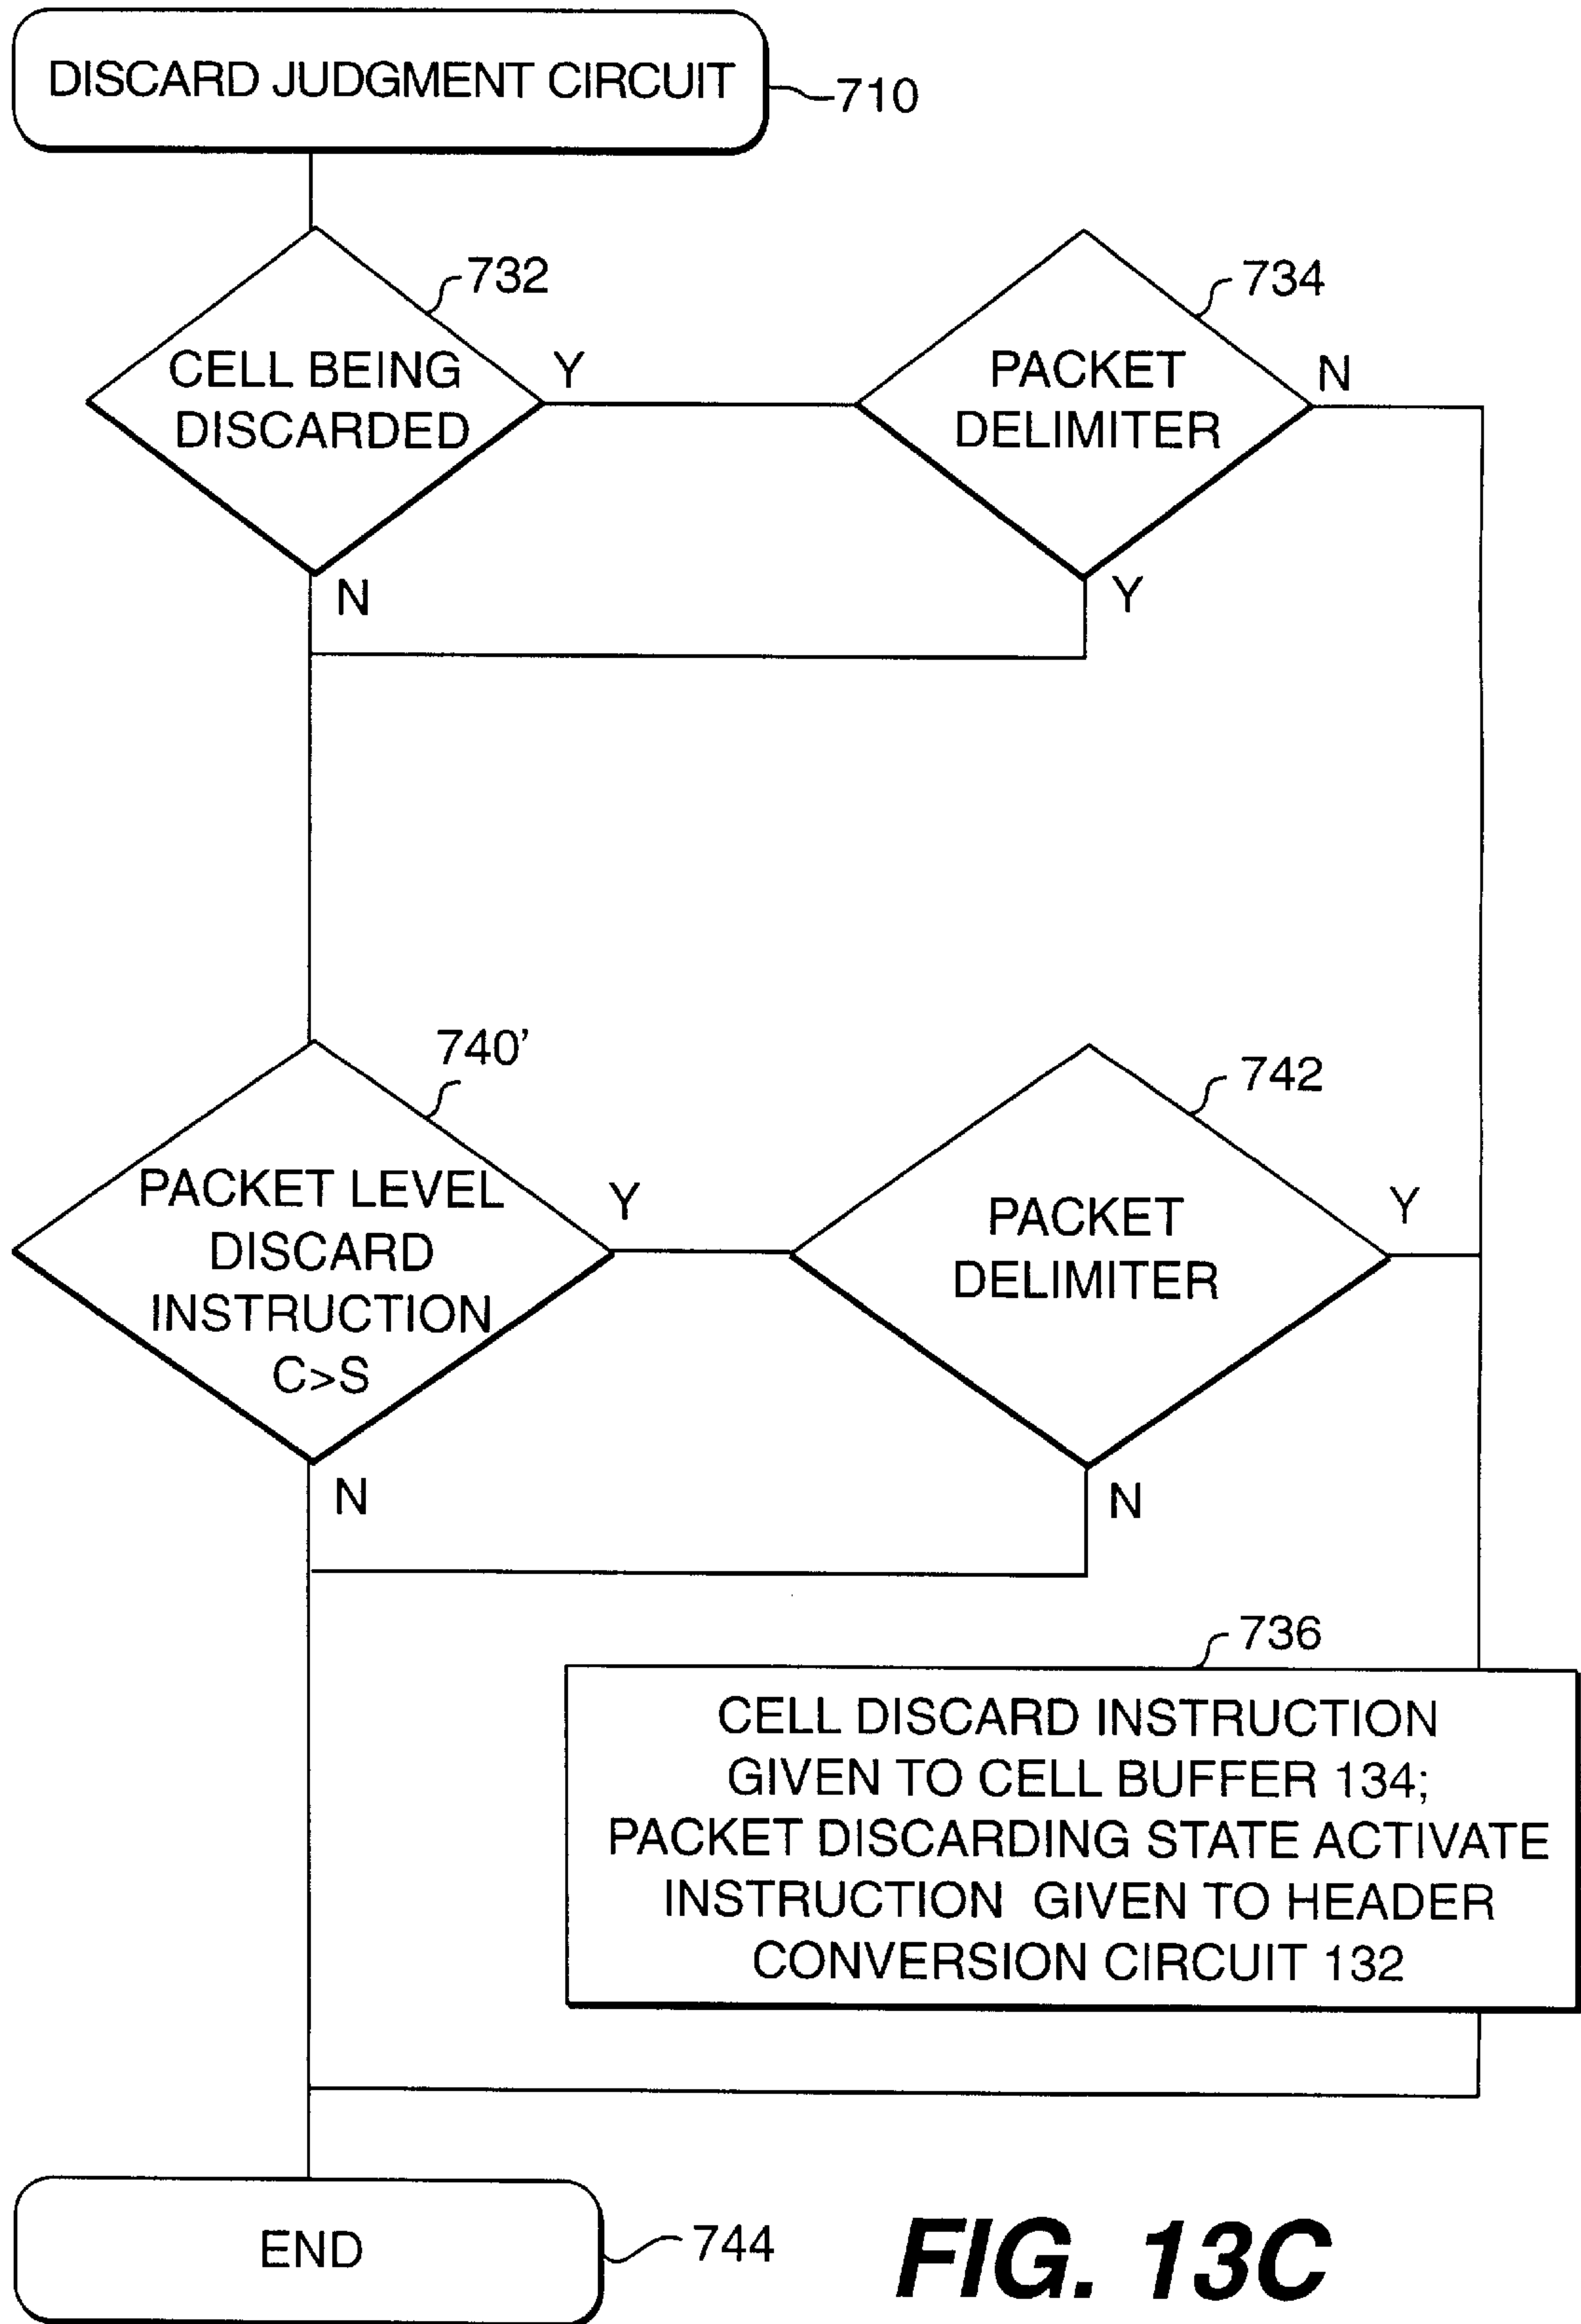 DISCARD JUDGMENT CIRCUIT
710
732
CELL BEING
DISCARDED
Y
N
734
PACKET
DELIMITER
N
Y
740’
PACKET LEVEL
DISCARD
INSTRUCTION
C>S
Y
N
742
PACKET
DELIMITER
Y
N
736
CELL DISCARD INSTRUCTION
GIVEN TO CELL BUFFER 134;
PACKET DISCARDING STATE ACTIVATE
INSTRUCTION GIVEN TO HEADER
CONVERSION CIRCUIT 132
END
744
FIG. 13C